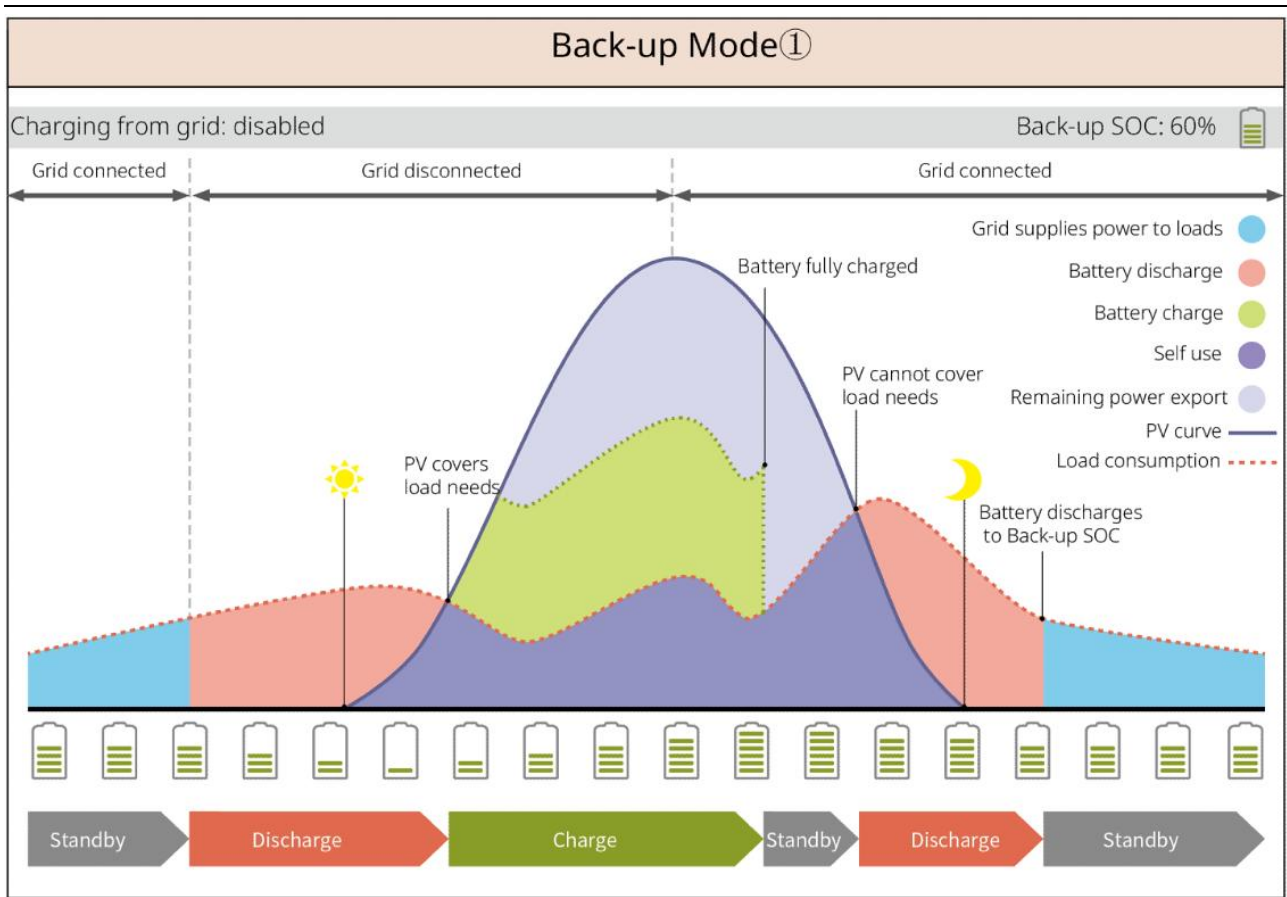 Back-up Mode①
Charging from grid: disabled
Back-up SOC: 60%
Grid connected
Grid disconnected
Grid connected
Grid supplies power to loads
Battery discharge
Battery charge
Self use
Remaining power export
PV curve
Load consumption
Battery fully charged
PV cannot cover
load needs
PV covers
load needs
Battery discharges
to Back-up SOC
Standby
Discharge
Charge
Standby
Discharge
Standby